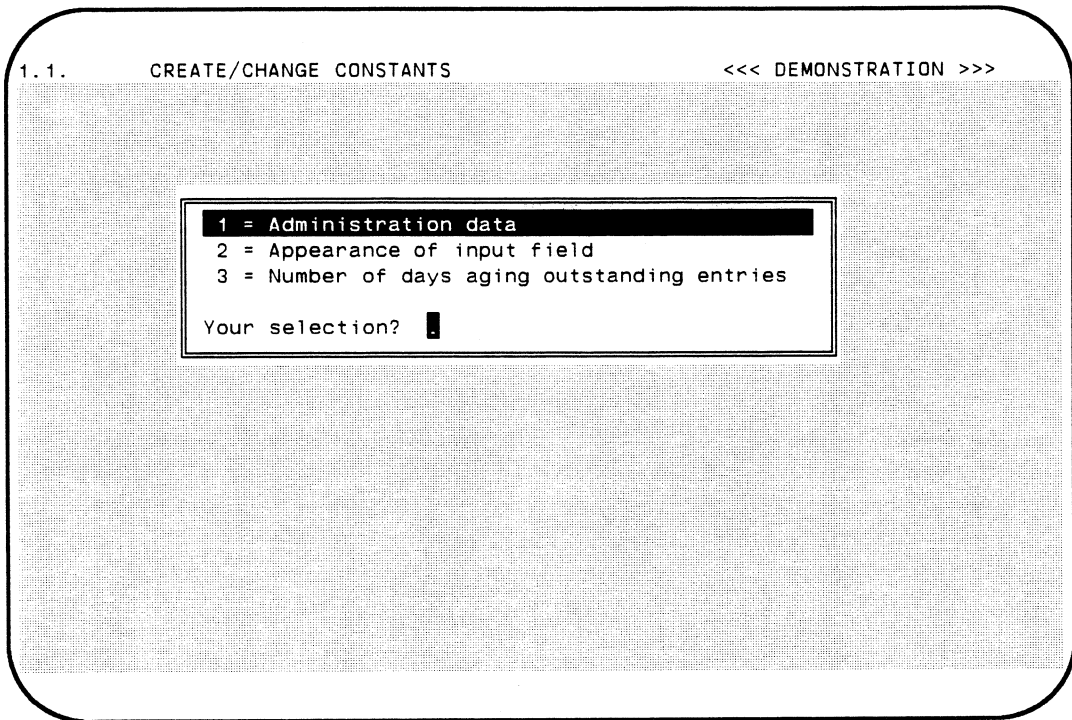 1.1. CREATE/CHANGE CONSTANTS <<< DEMONSTRATION >>>
1 = Administration data
2 = Appearance of input field
3 = Number of days aging outstanding entries
Your selection? .